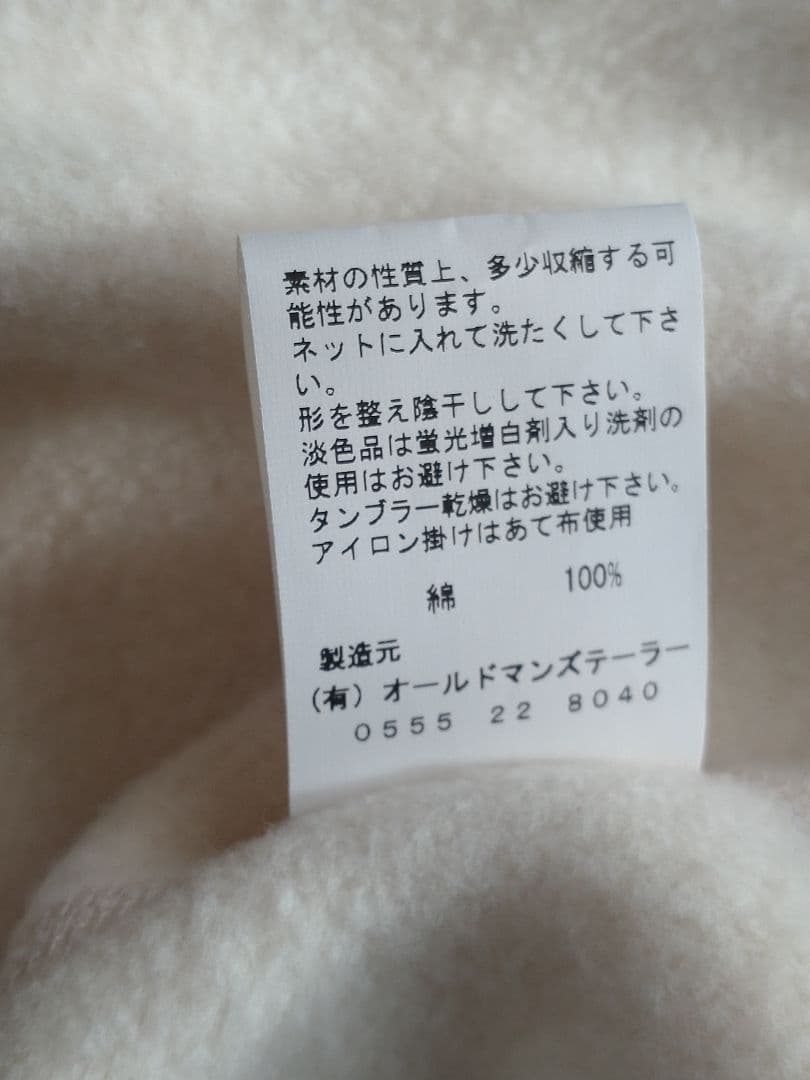 素材の性質上、多少収縮する可
能性があります。
ネットに入れて洗たくして下さ
い。
形を整え陰干しして下さい。
淡色品は蛍光増白剤入り洗剤の
使用はお避け下さい。
タンブラー乾燥はお避け下さい。
アイロン掛けはあて布使用
綿 100%
製造元
(有)オールドマンズテーラー
0555 22 8040